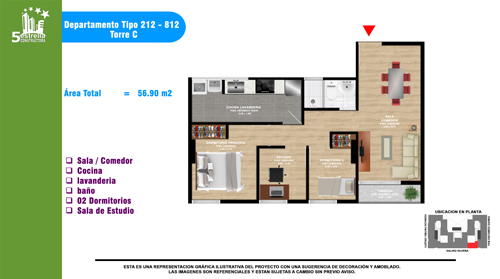 5 estrella
CONSTRUCTORA
Departamento Tipo 212 - 812
Torre C
Área Total = 56.90 m2
Sala / Comedor
Cocina
lavanderia
baño
02 Dormitorios
Sala de Estudio
COCINA LAVANDERIA
DORMITORIO PRINCIPAL
ESTUDIO
DORMITORIO 2
SALA
COMEDOR
UBICACION EN PLANTA
ESTA ES UNA REPRESENTACION GRÁFICA ILUSTRATIVA DEL PROYECTO CON UNA SUGERENCIA DE DECORACIÓN Y AMOBLADO.
LAS IMAGENES SON REFERENCIALES Y ESTAN SUJETAS A CAMBIO SIN PREVIO AVISO.